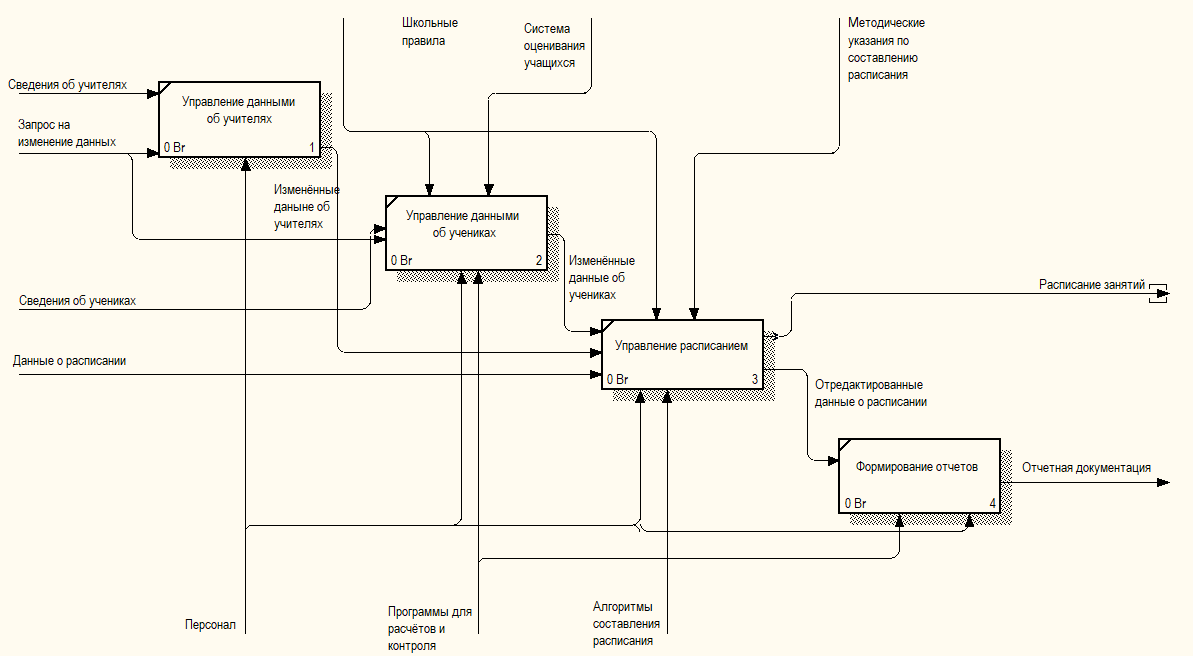 Школьные
правила
Система
оценивания
учащихся
Методические
указания по
составлению
расписания
Сведения об учителях
Запрос на
изменение данных
Управление данными
об учителях
0 Br
1
Изменённые
даныне об
учителях
Управление данными
об учениках
0 Br
2
Изменённые
данные об
учениках
Сведения об учениках
Расписание занятий
Данные о расписании
Управление расписанием
0 Br
3
Отредактированные
данные о расписании
Формирование отчетов
0 Br
4
Отчетная документация
Персонал
Программы для
расчётов и
контроля
Алгоритмы
составления
расписания